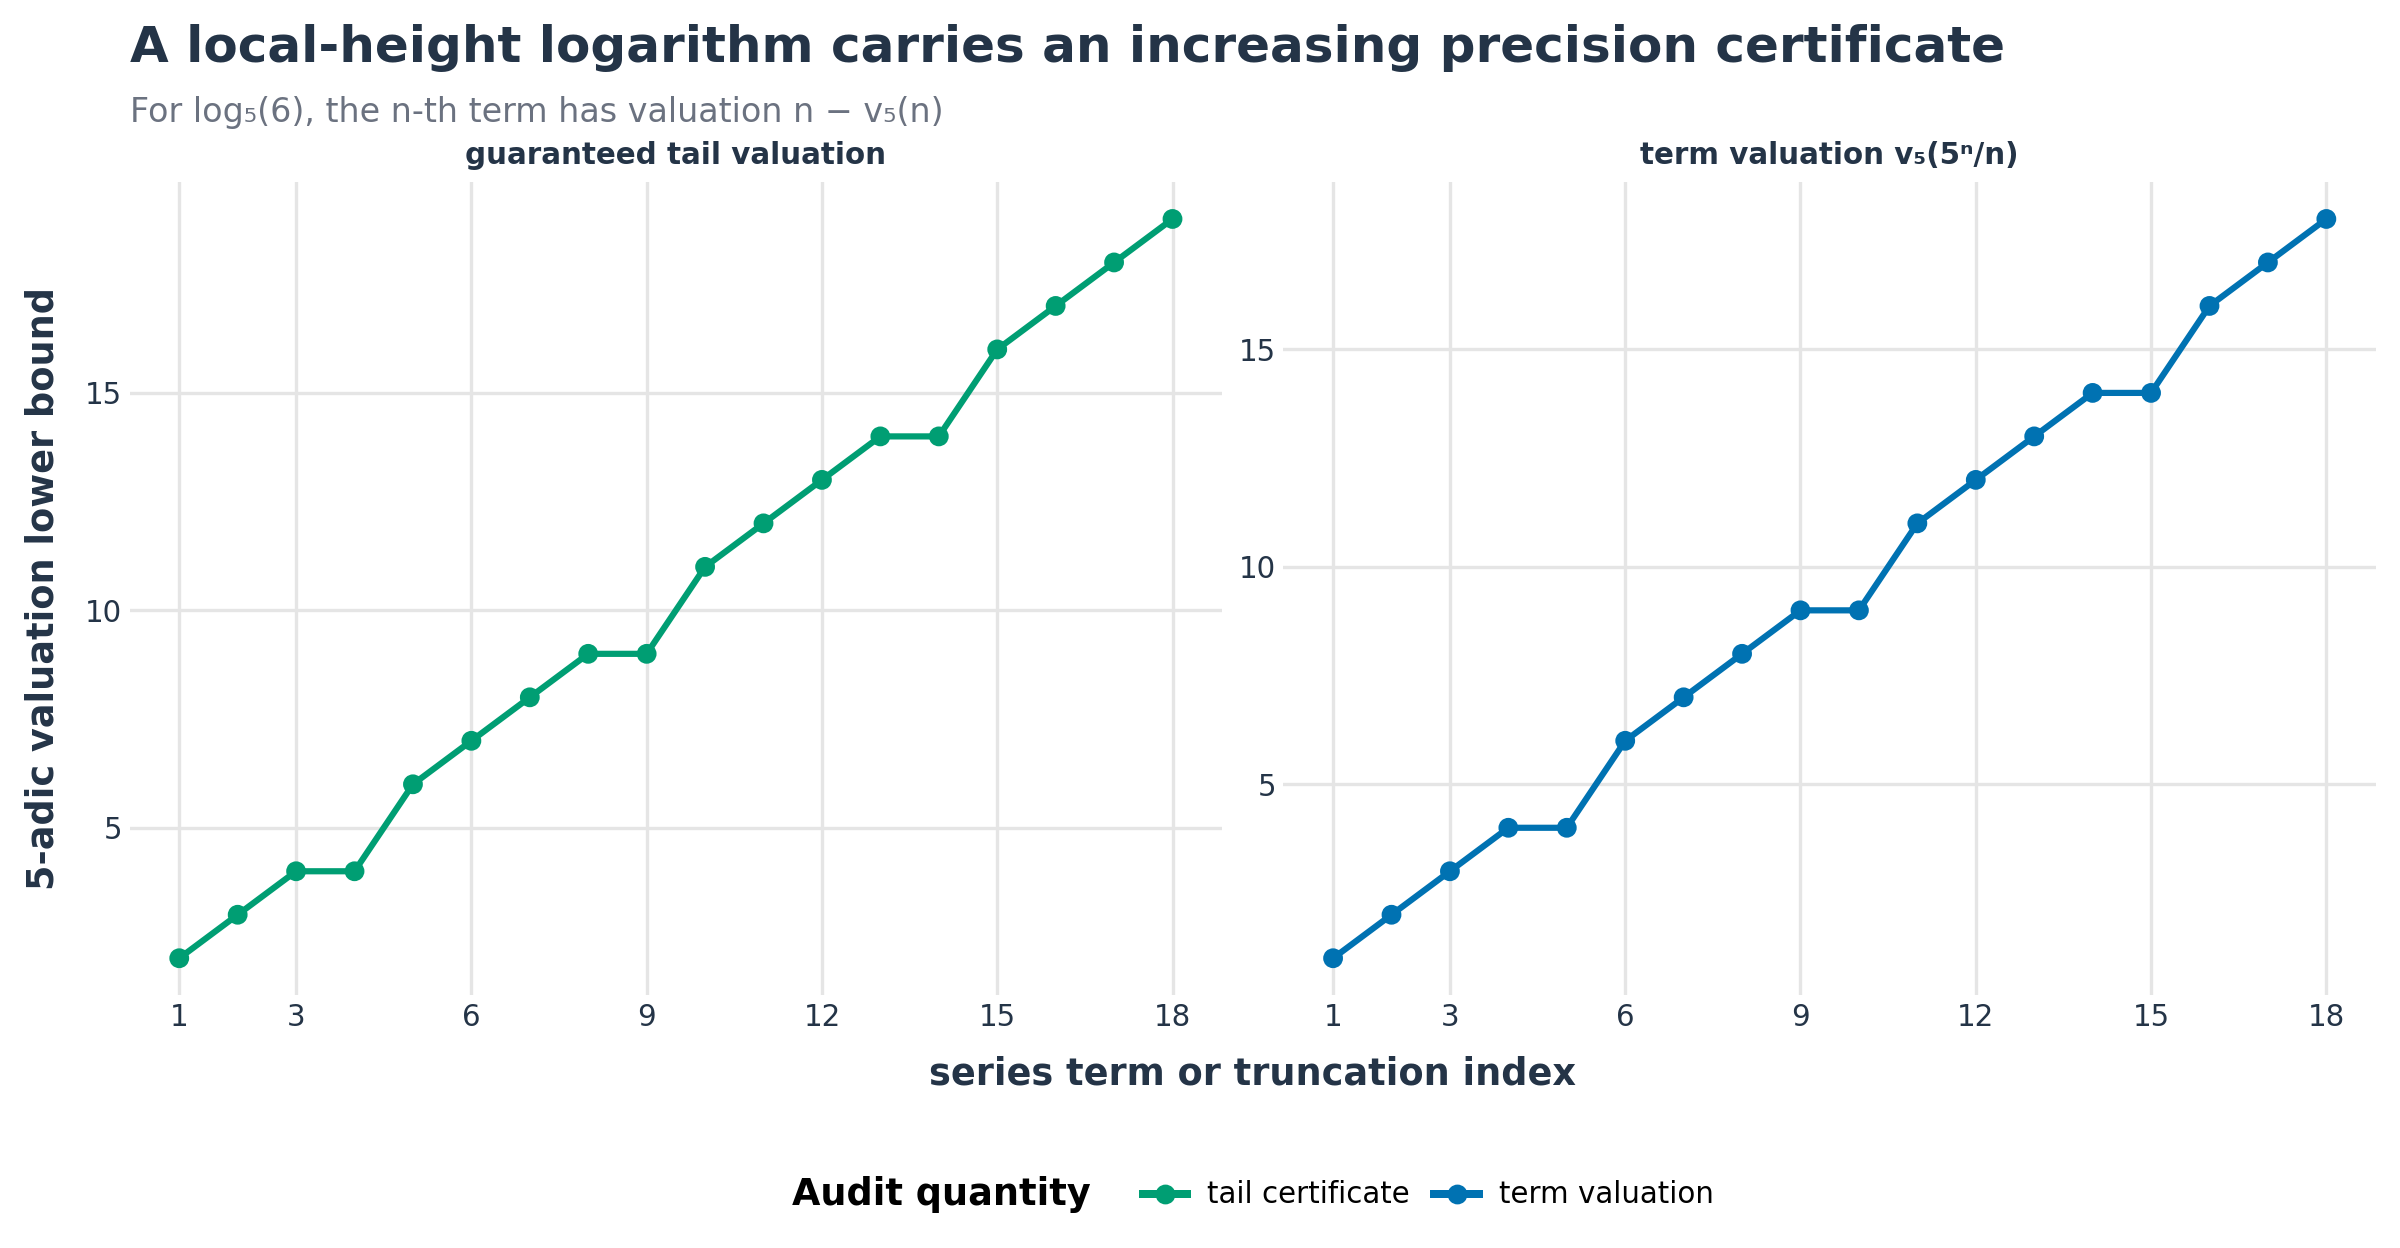 A local-height logarithm carries an increasing precision certificate
For log₅(6), the n-th term has valuation n − v₅(n)
guaranteed tail valuation
term valuation v₅(5ⁿ/n)
5-adic valuation lower bound
15
10
5
15
10
5
1 3 6 9 12 15 18
1 3 6 9 12 15 18
series term or truncation index
Audit quantity tail certificate term valuation